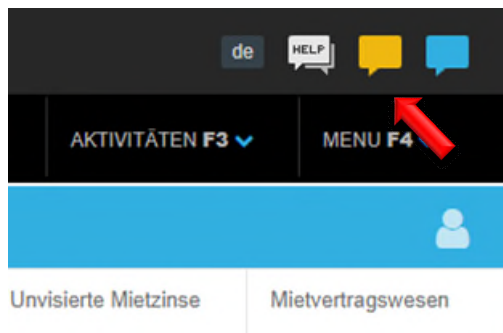 de HELP
AKTIVITÄTEN F3 MENU F4
Unvisierte Mietzinse Mietvertragswesen